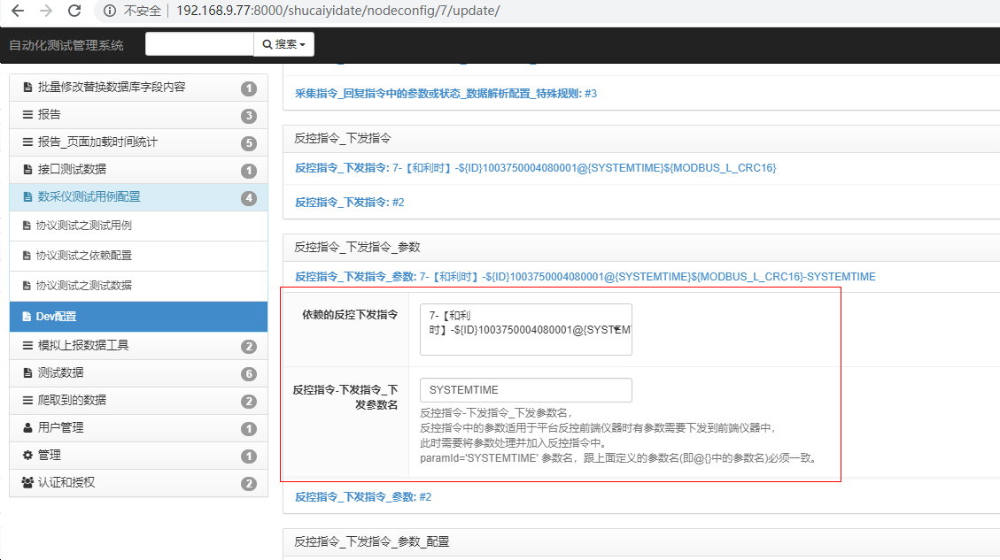 不安全 192.168.9.77:8000/shucaiyidate/nodeconfig/7/update/
自动化测试管理系统 搜索
批量修改替换数据库字段内容 1
报告 3
报告_页面加载时间统计 5
接口测试数据 1
数采仪测试用例配置 4
协议测试之测试用例
协议测试之依赖配置
协议测试之测试数据
Dev配置
模拟上报数据工具 2
测试数据 6
爬取到的数据 2
用户管理 1
管理 1
认证和授权 2
采集指令_回复指令中的参数或状态_数据解析配置_特殊规则: #3
反控指令_下发指令
反控指令_下发指令: 7-【和利时】-${ID}1003750004080001@{SYSTEMTIME}${MODBUS_L_CRC16}
反控指令_下发指令: #2
反控指令_下发指令_参数
反控指令_下发指令_参数: 7-【和利时】-${ID}1003750004080001@{SYSTEMTIME}${MODBUS_L_CRC16}-SYSTEMTIME
依赖的反控下发指令
7-【和利
时】-${ID}1003750004080001@{SYSTEM
反控指令-下发指令_下
发参数名
SYSTEMTIME
反控指令-下发指令_下发参数名，
反控指令中的参数适用于平台反控前端仪器时有参数需要下发到前端仪器中，
此时需要将参数处理并加入反控指令中。
paramId='SYSTEMTIME' 参数名，跟上面定义的参数名(即@{}中的参数名)必须一致。
反控指令_下发指令_参数: #2
反控指令_下发指令_参数_配置